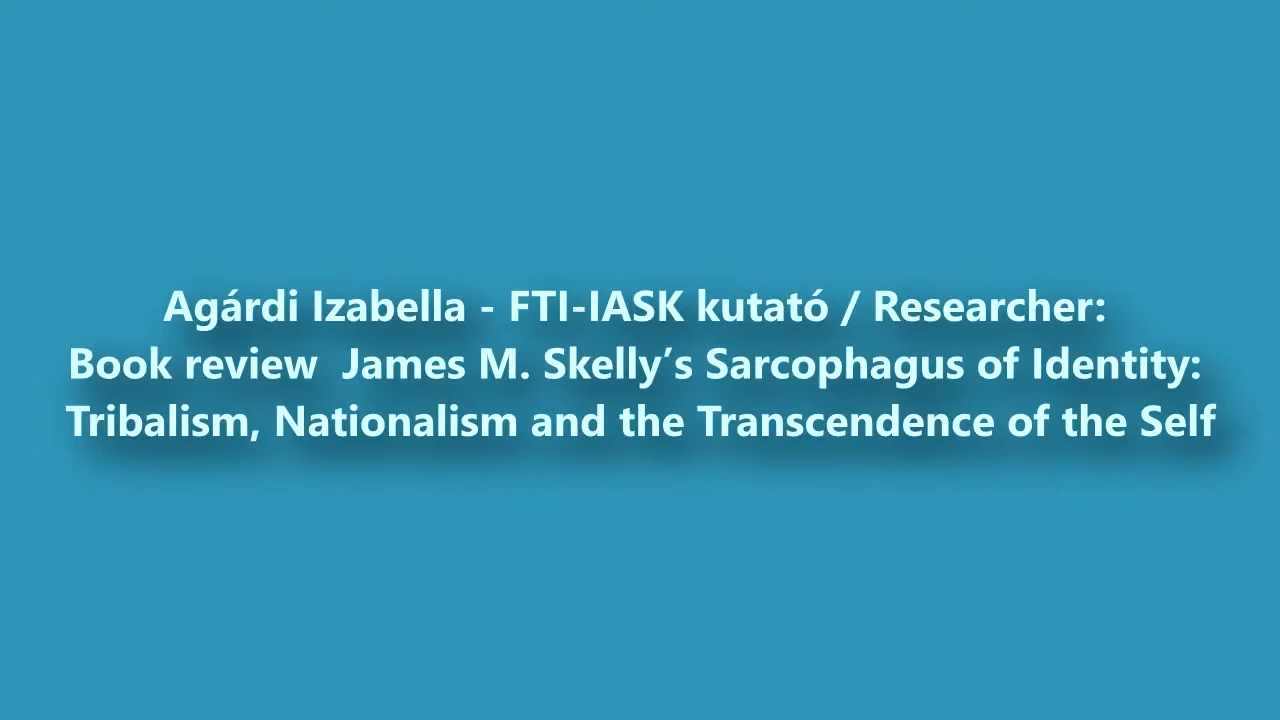 Agárdi Izabella - FTI-IASK kutató / Researcher:
Book review  James M. Skelly’s Sarcophagus of Identity:
Tribalism, Nationalism and the Transcendence of the Self